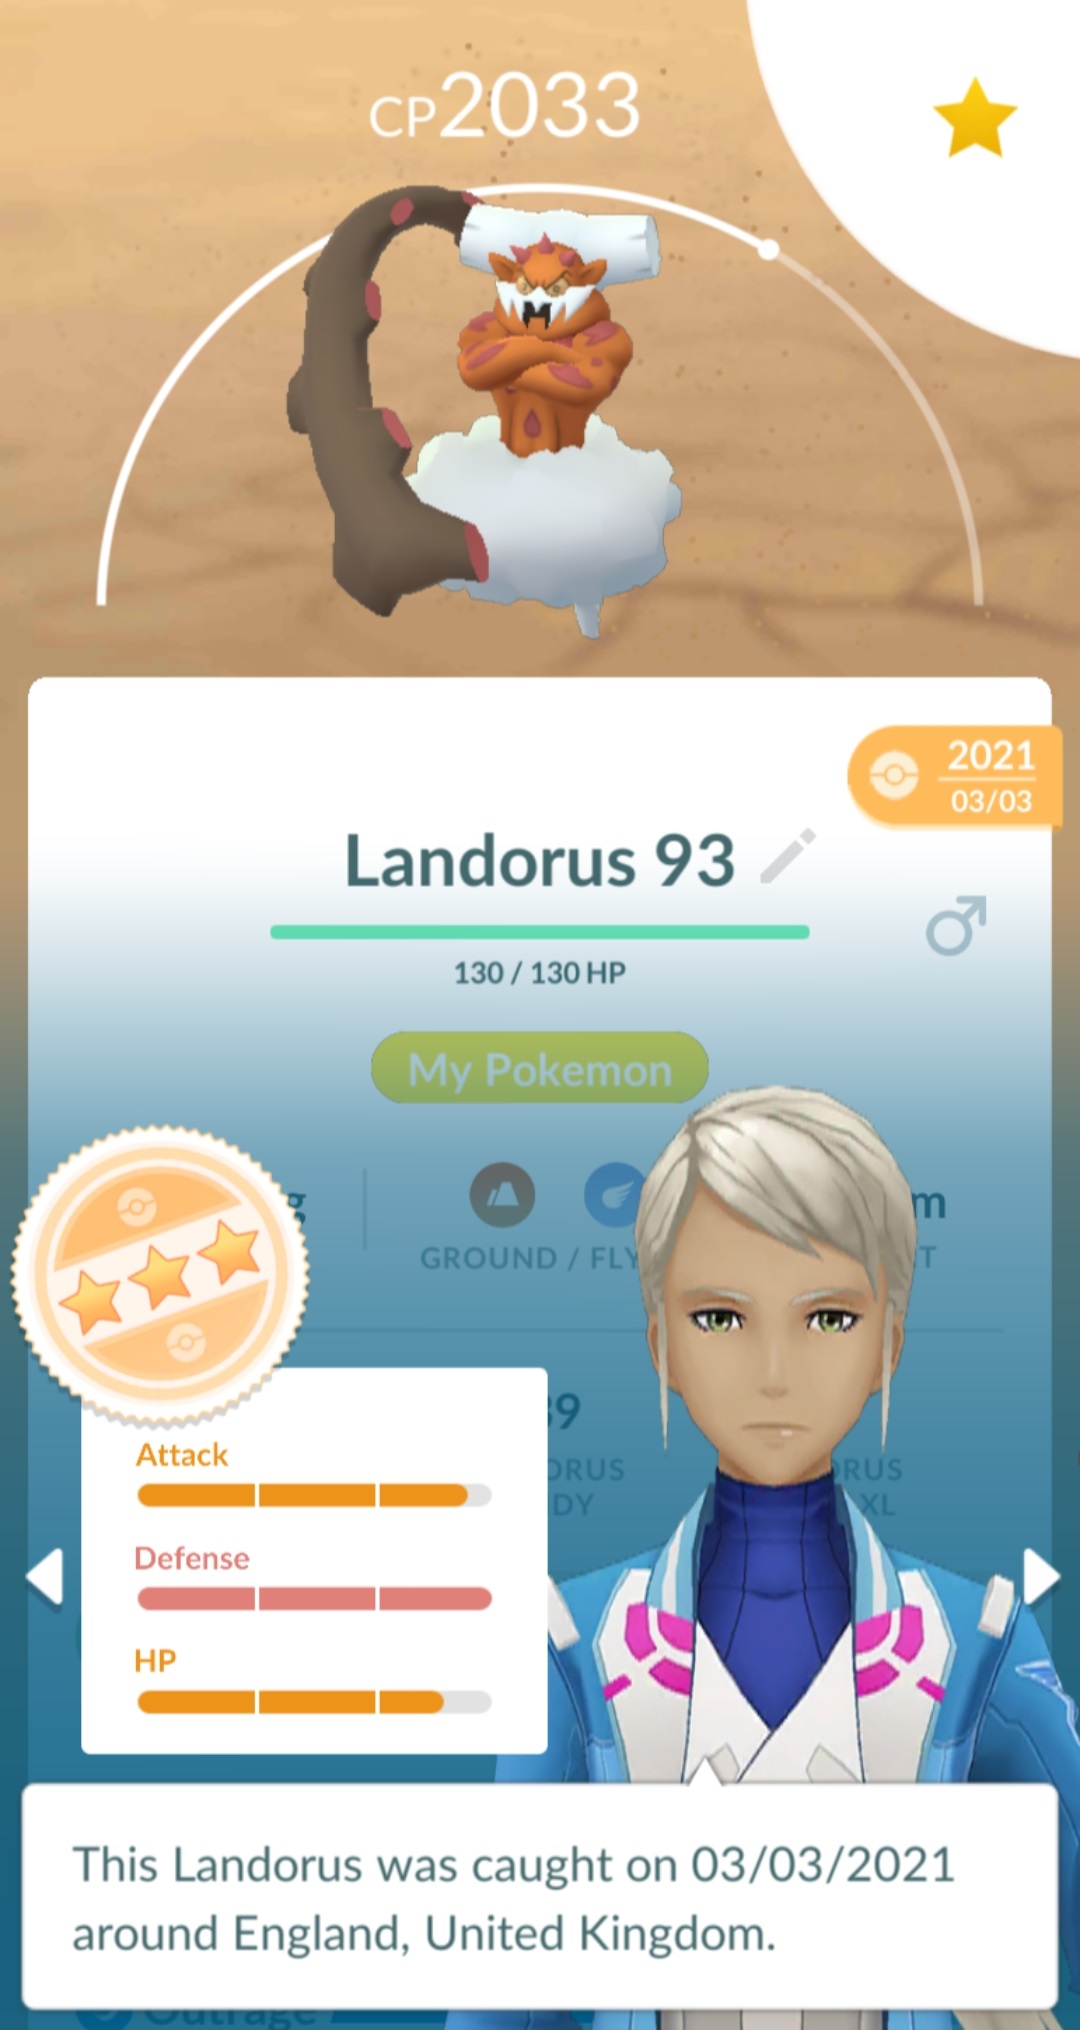 CP2033
2021
03/03
Landorus 93
130 / 130 HP
My Pokemon
GROUND / FLY
Attack
Defense
HP
This Landorus was caught on 03/03/2021
around England, United Kingdom.
Outrage